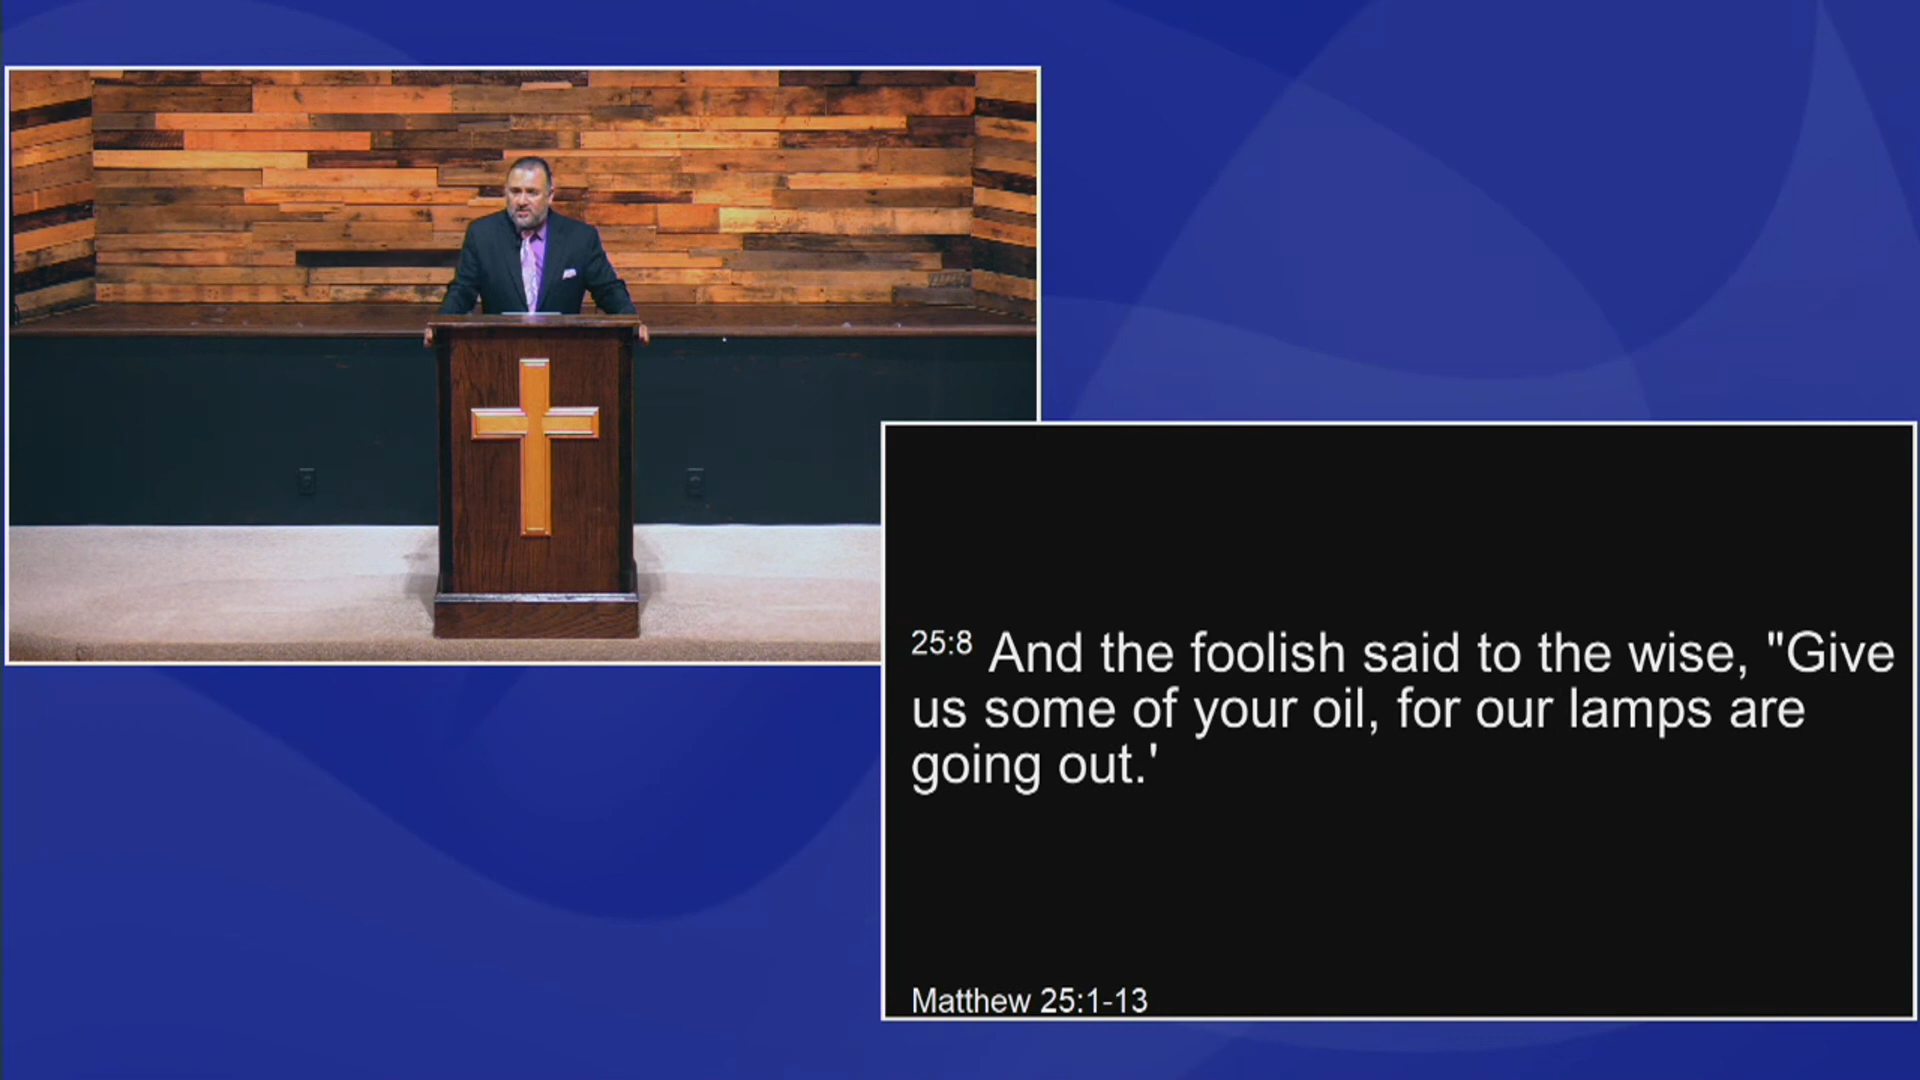 25:8 And the foolish said to the wise, "Give
us some of your oil, for our lamps are
going out.'
Matthew 25:1-13